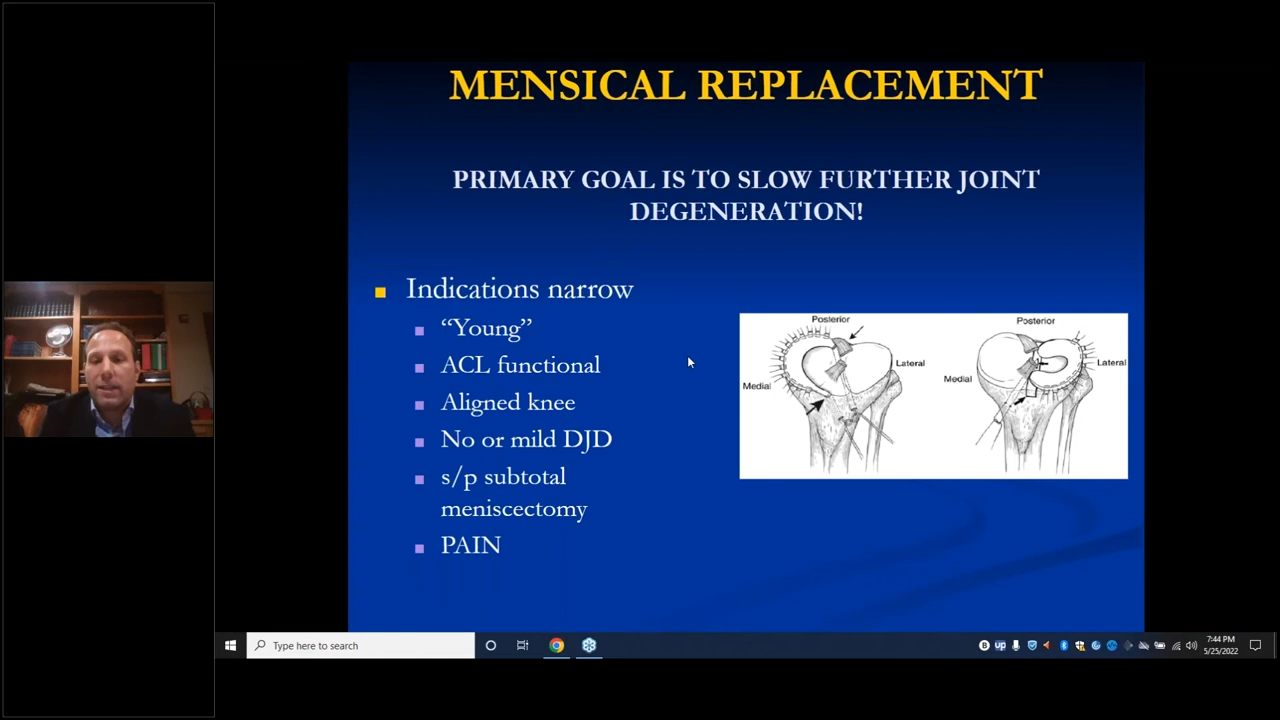 MENSICAL REPLACEMENT
PRIMARY GOAL IS TO SLOW FURTHER JOINT
DEGENERATION!
Indications narrow
“Young”
ACL functional
Aligned knee
No or mild DJD
s/p subtotal
meniscectomy
PAIN
Posterior
Lateral
Medial
Posterior
Lateral
Medial
Type here to search
B
up
7:44 PM
5/25/2022